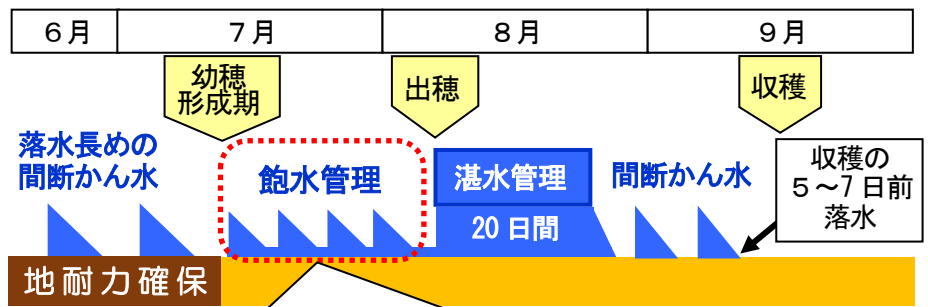 ６月
７月
８月
９月
幼穂
形成期
出穂
収穫
落水長めの
間断かん水
飽水管理
湛水管理
20日間
間断かん水
収穫の
５～７日前
落水
地耐力確保